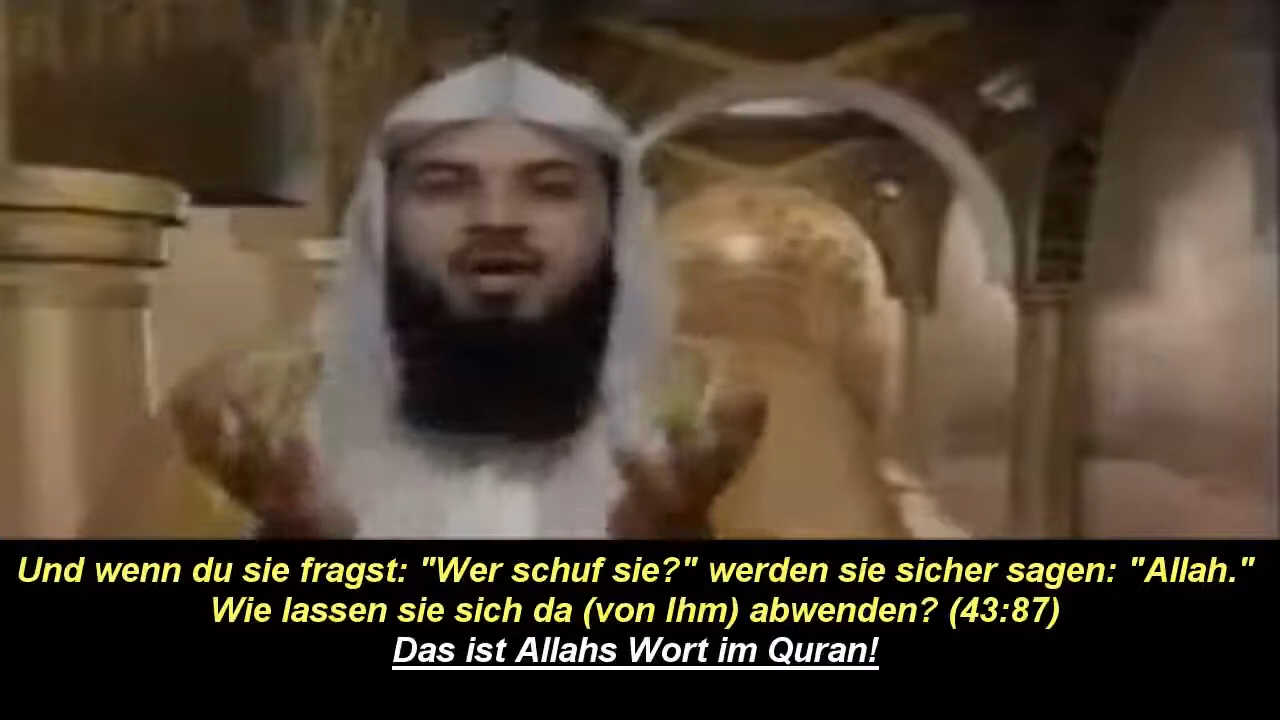 Und wenn du sie fragst: "Wer schuf sie?" werden sie sicher sagen: "Allah."
Wie lassen sie sich da (von Ihm) abwenden? (43:87)
Das ist Allahs Wort im Quran!